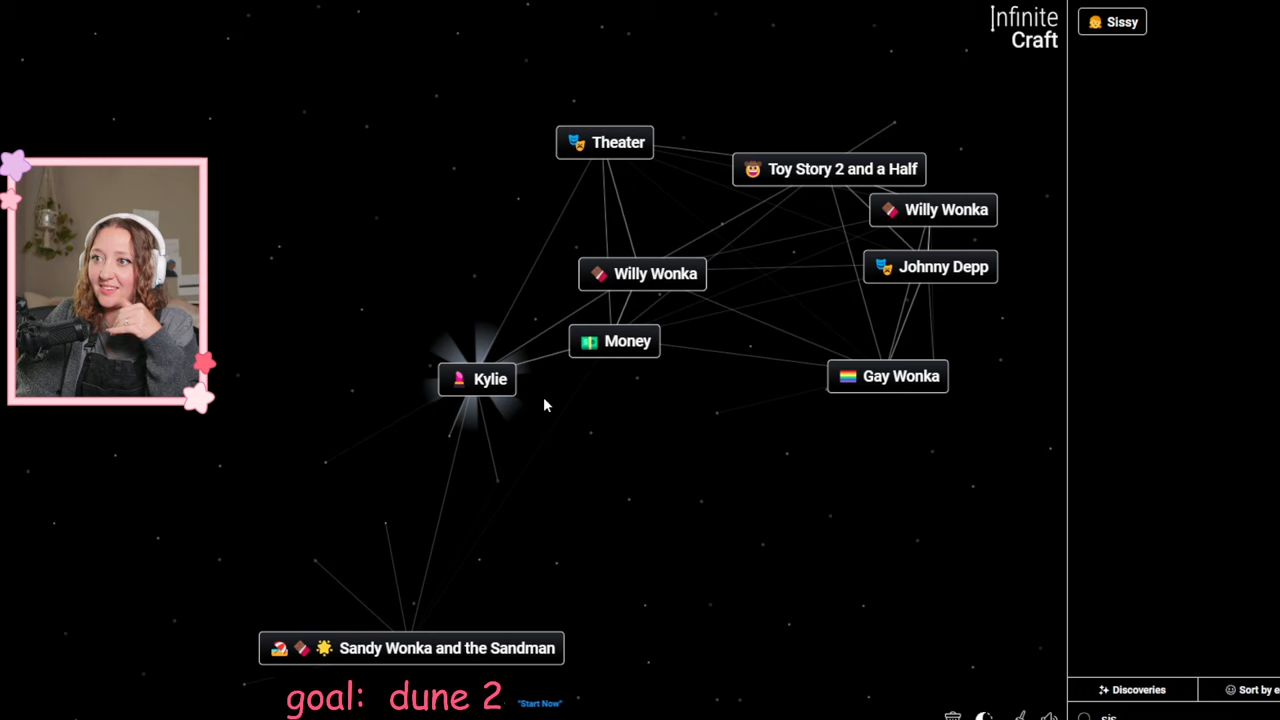 Infinite
Craft
Sissy
Theater
Toy Story 2 and a Half
Willy Wonka
Willy Wonka
Johnny Depp
Money
Kylie
Gay Wonka
Sandy Wonka and the Sandman
goal: dune 2
"Start Now"
Discoveries
Sort by e
sis